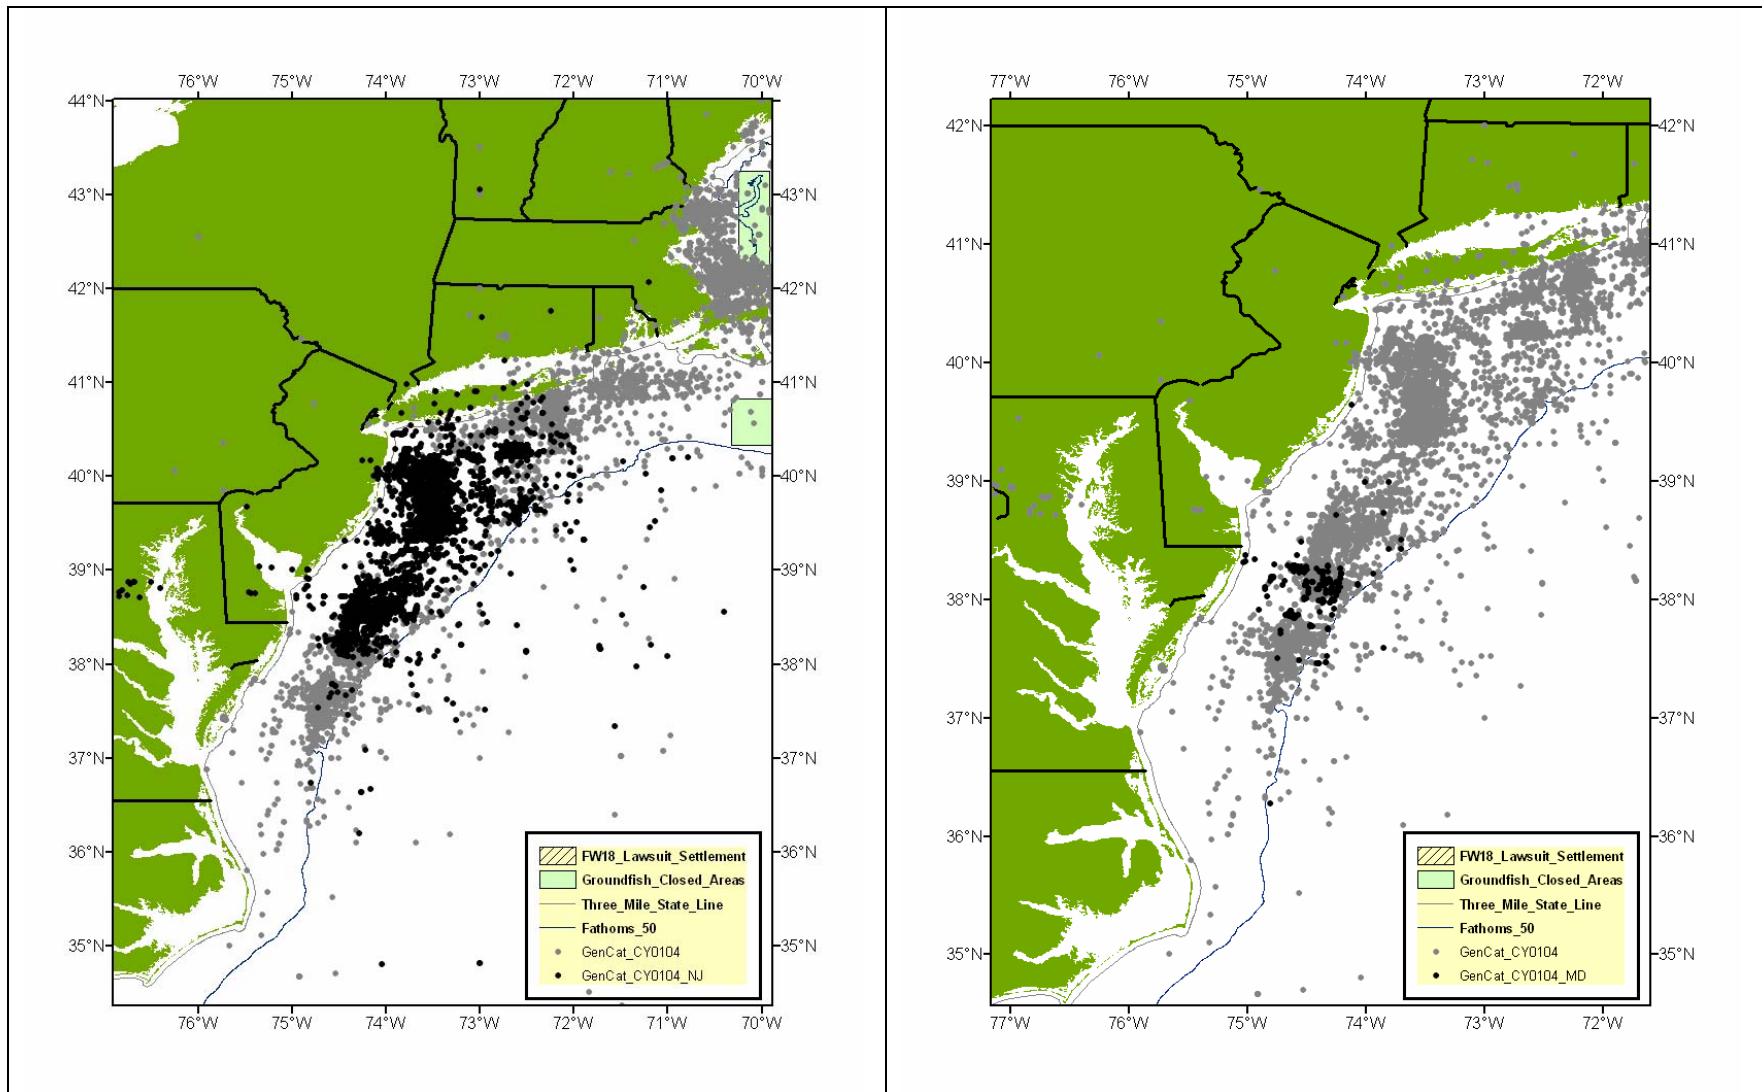 76°W 75°W 74°W 73°W 72°W 71°W 70°W
44°N
43°N 43°N
42°N 42°N
41°N 41°N
40°N 40°N
39°N 39°N
38°N 38°N
37°N 37°N
36°N 36°N
35°N 35°N
FW18_Lawsuit_Settlement
Groundfish_Closed_Areas
Three_Mile_State_Line
Fathoms_50
GenCat_CY0104
GenCat_CY0104_NJ
76°W 75°W 74°W 73°W 72°W 71°W 70°W
77°W 76°W 75°W 74°W 73°W 72°W
42°N 42°N
41°N 41°N
40°N 40°N
39°N 39°N
38°N 38°N
37°N 37°N
36°N 36°N
35°N 35°N
FW18_Lawsuit_Settlement
Groundfish_Closed_Areas
Three_Mile_State_Line
Fathoms_50
GenCat_CY0104
GenCat_CY0104_MD
77°W 76°W 75°W 74°W 73°W 72°W